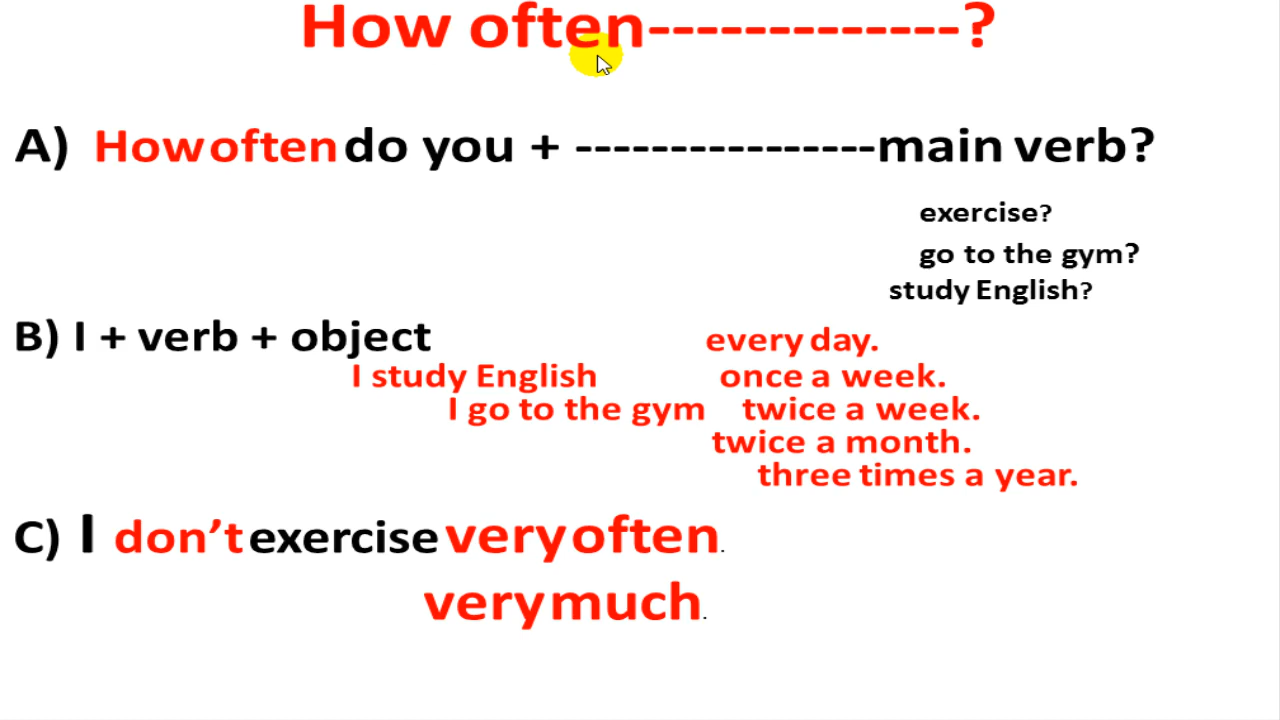 How often-------------?
A) How often do you + ----------------main verb?
exercise?
go to the gym?
study English?
B) I + verb + object every day.
I study English once a week.
I go to the gym twice a week.
twice a month.
three times a year.
C) I don’t exercise very often.
very much.